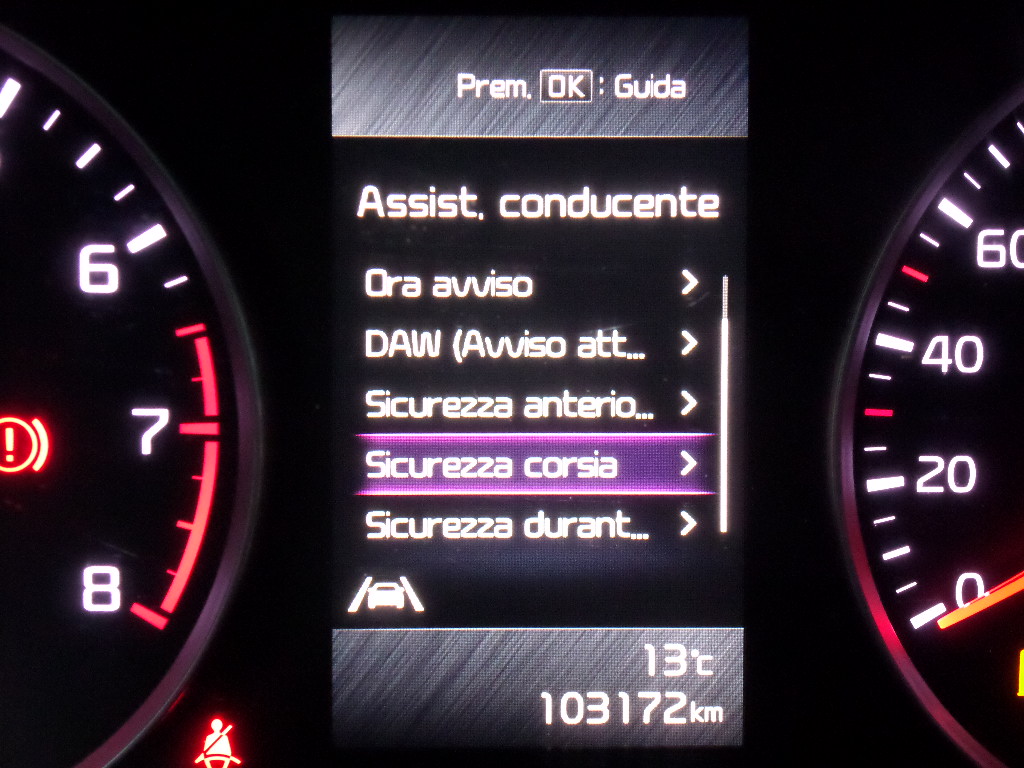 Prem. OK : Guida
Assist. conducente
Ora avviso
DAW (Avviso att...
Sicurezza anterio...
Sicurezza corsia
Sicurezza durant...
13°c
103172km
6
7
8
60
40
20
0